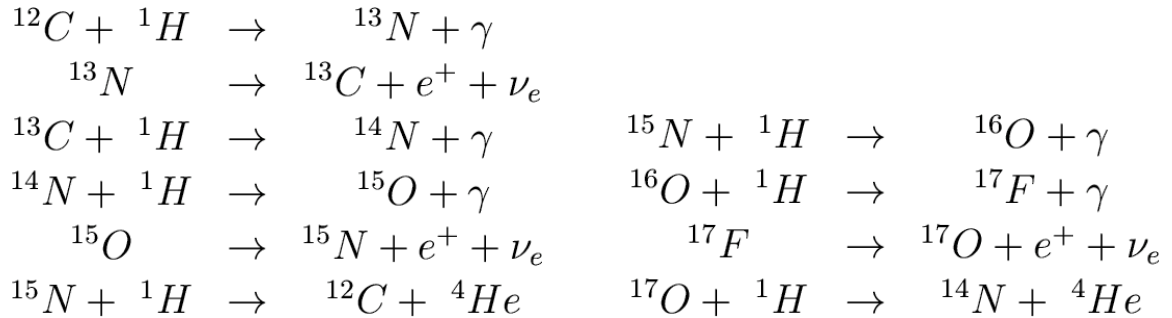 ¹²C + ¹H → ¹³N + γ
¹³N → ¹³C + e⁺ + νₑ
¹³C + ¹H → ¹⁴N + γ
¹⁴N + ¹H → ¹⁵O + γ
¹⁵O → ¹⁵N + e⁺ + νₑ
¹⁵N + ¹H → ¹²C + ⁴He
¹⁵N + ¹H → ¹⁶O + γ
¹⁶O + ¹H → ¹⁷F + γ
¹⁷F → ¹⁷O + e⁺ + νₑ
¹⁷O + ¹H → ¹⁴N + ⁴He